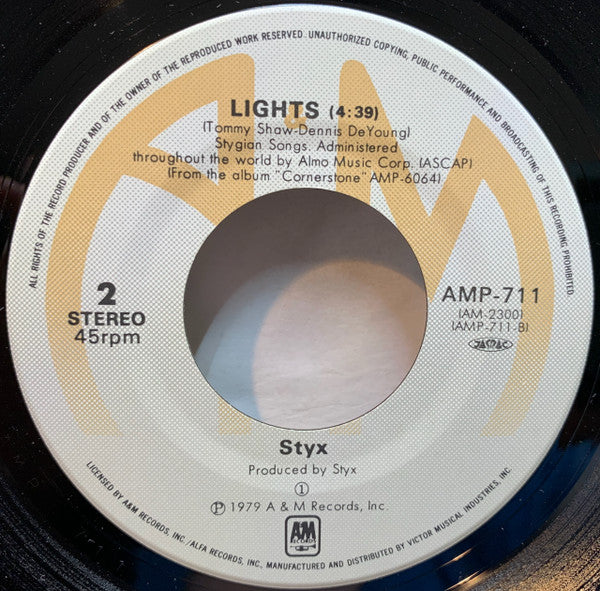 ALL RIGHTS OF THE RECORD PRODUCER AND OF THE OWNER OF THE REPRODUCED WORK RESERVED. UNAUTHORIZED COPYING, PUBLIC PERFORMANCE AND BROADCASTING OF THIS RECORD PROHIBITED.
LIGHTS (4:39)
(Tommy Shaw-Dennis DeYoung)
Stygian Songs. Administered
throughout the world by Almo Music Corp. (ASCAP)
(From the album "Cornerstone" AMP-6064)
2
STEREO
45rpm
AMP-711
(AM-2300)
(AMP-711-B)
JASRAC
Styx
Produced by Styx
①
Ⓟ 1979 A & M Records, Inc.
A&M
RECORDS
LICENSED BY A&M RECORDS, INC./ALFA RECORDS, INC., MANUFACTURED AND DISTRIBUTED BY VICTOR MUSICAL INDUSTRIES, INC.